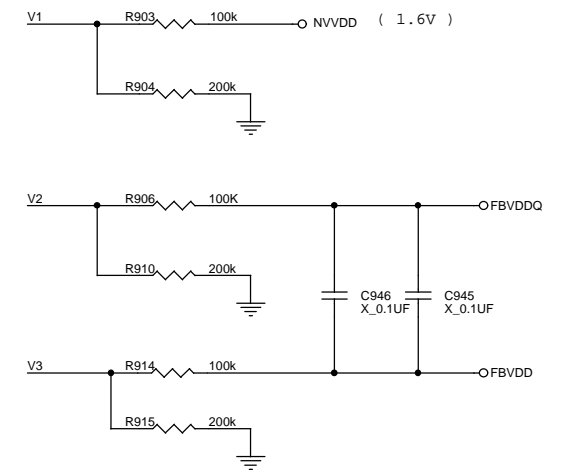 V1 R903 100k NVVDD ( 1.6V )
R904 200k
V2 R906 100K FBVDDQ
R910 200k
C946 C945
X_0.1UF X_0.1UF
V3 R914 100k FBVDD
R915 200k